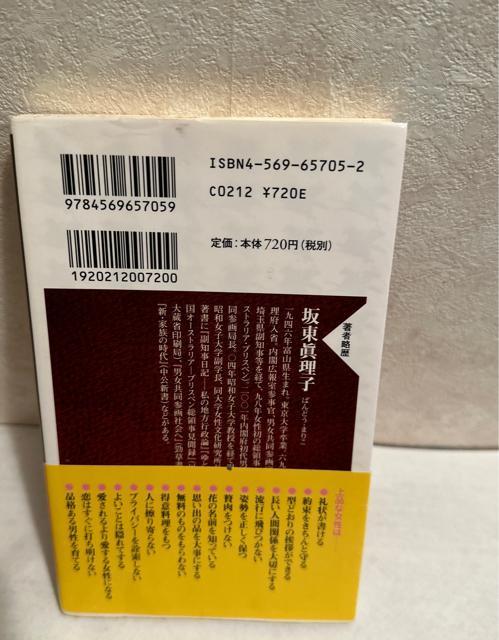 ISBN4-569-65705-2
C0212 ¥720E
定価：本体720円（税別）
9784569657059
1920212007200
著者略歴
坂東眞理子
ばんどう・まりこ
一九四六年富山県生まれ。東京大学卒業。六九
理府入省。内閣広報室参事官、男女共同参画
埼玉県副知事等を経て、九八年女性初の総領事
ストラリア・ブリスベン）。二〇〇一年内閣府初代男
同参画局長。〇四年昭和女子大学教授を経て
昭和女子大学副学長、同大学女性文化研究所
著書に『副知事日記――私の地方行政論』
国オーストラリア―ブリスベン総領事見聞録』
大蔵省印刷局）、『男女共同参画社会へ』（勁草書
『新・家族の時代』（中公新書）などがある。
上品な女性は
●礼状が書ける
●約束をきちんと守る
●型どおりの挨拶ができる
●長い人間関係を大切にする
●流行に飛びつかない
●姿勢を正しく保つ
●贅肉をつけない
●花の名前を知っている
●思い出の品を大事にする
●無料のものをもらわない
●得意料理をもつ
●人に擦り寄らない
●プライバシーを詮索しない
●よいことは隠れてする
●愛されるより愛する女性になる
●恋はすぐに打ち明けない
●品格ある男性を育てる